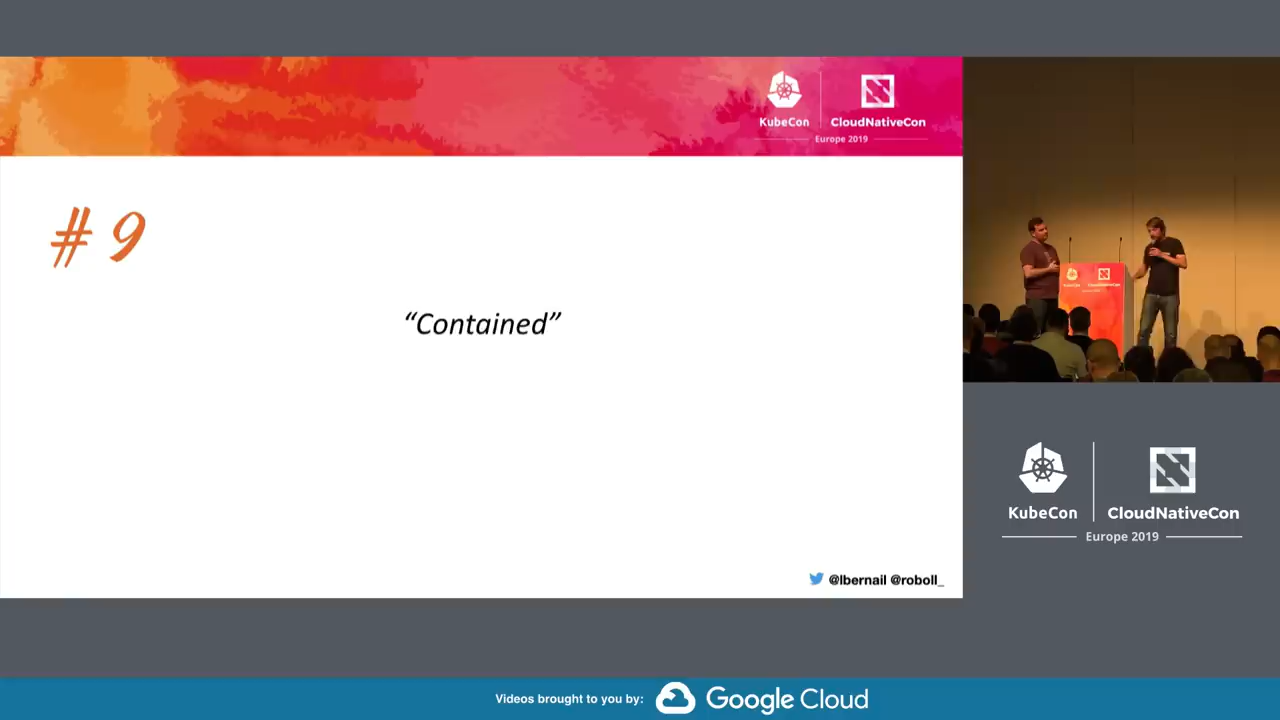 KubeCon
CloudNativeCon
Europe 2019
# 9
“Contained”
@lbernail @roboll_
KubeCon
CloudNativeCon
Europe 2019
Videos brought to you by:
Google Cloud